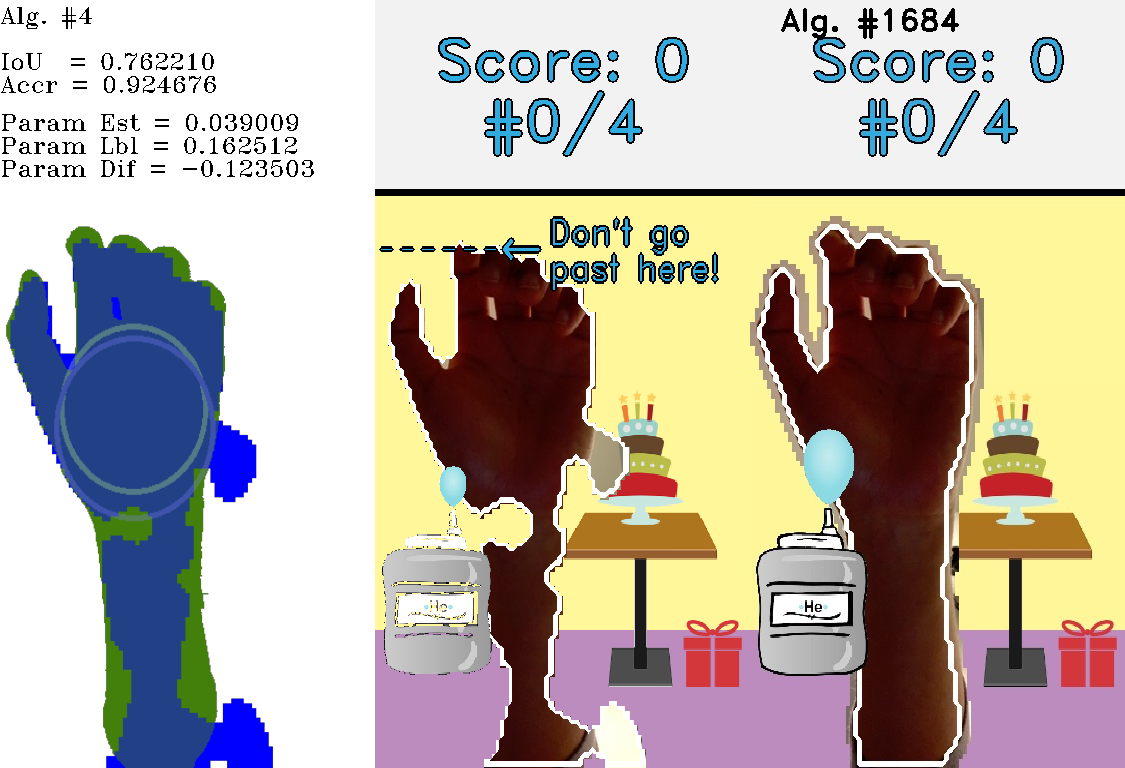 Alg. #4
IoU = 0.762210
Accr = 0.924676
Param Est = 0.039009
Param Lbl = 0.162512
Param Dif = −0.123503
Score: 0
#0/4
Don't go
past here!
He
Alg. #1684
Score: 0
#0/4
He